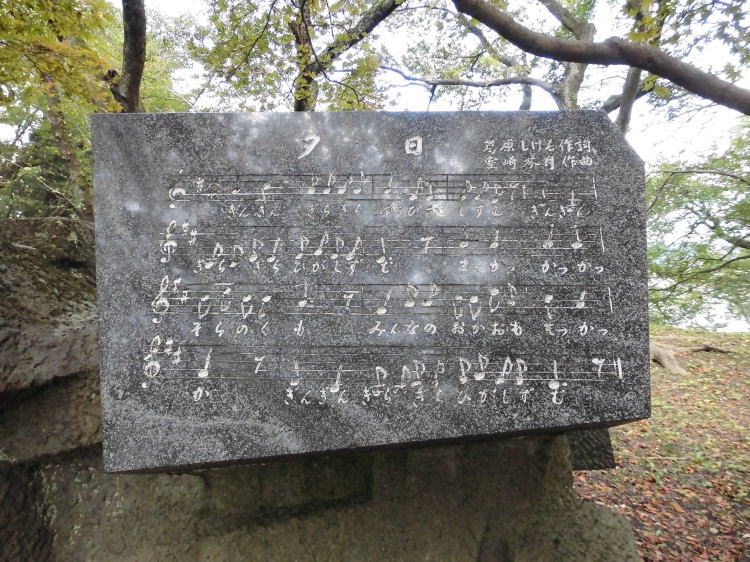 夕日
葛原しげる作詞
室崎琴月作曲
ぎんぎん ぎらぎら ゆうひが しずむ ぎんぎん
ぎらぎら ひがしずむ まっかっ かっかっ
そらのくも みんなの おかおも まっかっ
か ぎんぎん ぎらぎら ひがしずむ